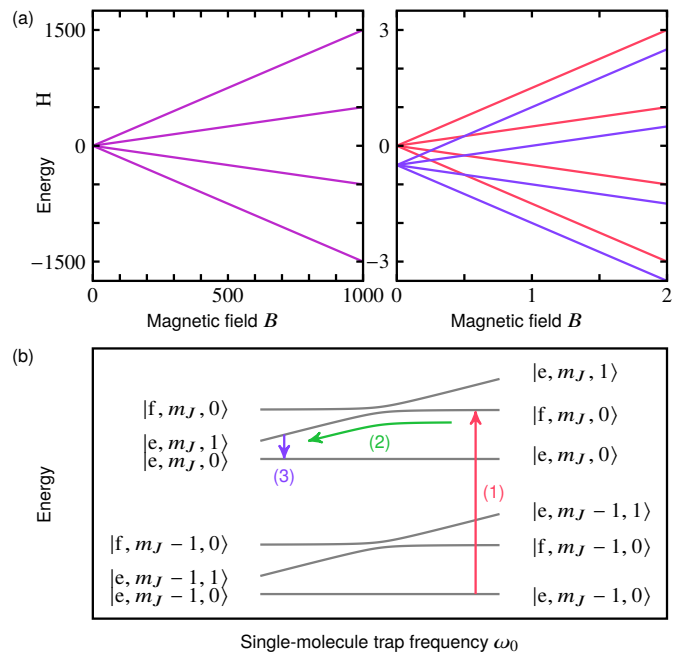 (a)
1500
0
−1500
Energy
H
0
500
1000
Magnetic field B
3
0
−3
0
1
2
Magnetic field B
(b)
Energy
|f, m_J, 0⟩
|e, m_J, 1⟩
|e, m_J, 0⟩
|f, m_J − 1, 0⟩
|e, m_J − 1, 1⟩
|e, m_J − 1, 0⟩
(1)
(2)
(3)
|e, m_J, 1⟩
|f, m_J, 0⟩
|e, m_J, 0⟩
|e, m_J − 1, 1⟩
|f, m_J − 1, 0⟩
|e, m_J − 1, 0⟩
Single-molecule trap frequency ω₀